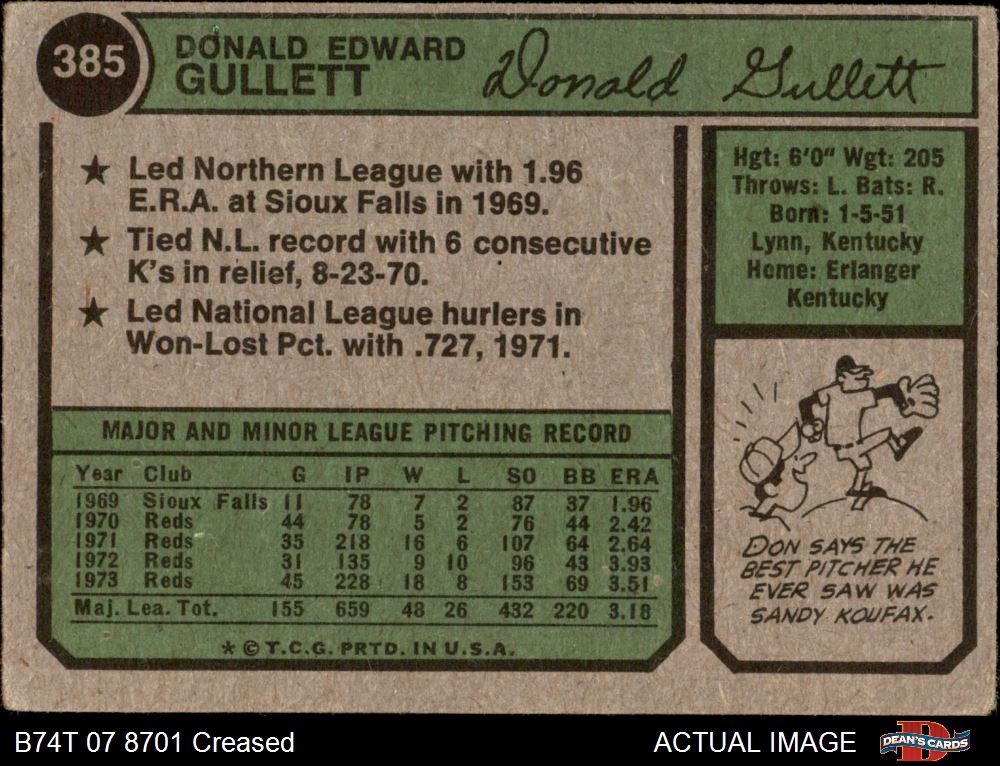 385
DONALD EDWARD
GULLETT
Donald Gullett
★ Led Northern League with 1.96
E.R.A. at Sioux Falls in 1969.
★ Tied N.L. record with 6 consecutive
K's in relief, 8-23-70.
★ Led National League hurlers in
Won-Lost Pct. with .727, 1971.
MAJOR AND MINOR LEAGUE PITCHING RECORD
Year Club G IP W L SO BB ERA
1969 Sioux Falls 11 78 7 2 87 37 1.96
1970 Reds 44 78 5 2 76 44 2.42
1971 Reds 35 218 16 6 107 64 2.64
1972 Reds 31 135 9 10 96 43 3.93
1973 Reds 45 228 18 8 153 69 3.51
Maj. Lea. Tot. 155 659 48 26 432 220 3.18
* © T.C.G. PRTD. IN U.S.A.
Hgt: 6'0" Wgt: 205
Throws: L. Bats: R.
Born: 1-5-51
Lynn, Kentucky
Home: Erlanger
Kentucky
DON SAYS THE
BEST PITCHER HE
EVER SAW WAS
SANDY KOUFAX.
B74T 07 8701 Creased
ACTUAL IMAGE
D
DEAN'S CARDS